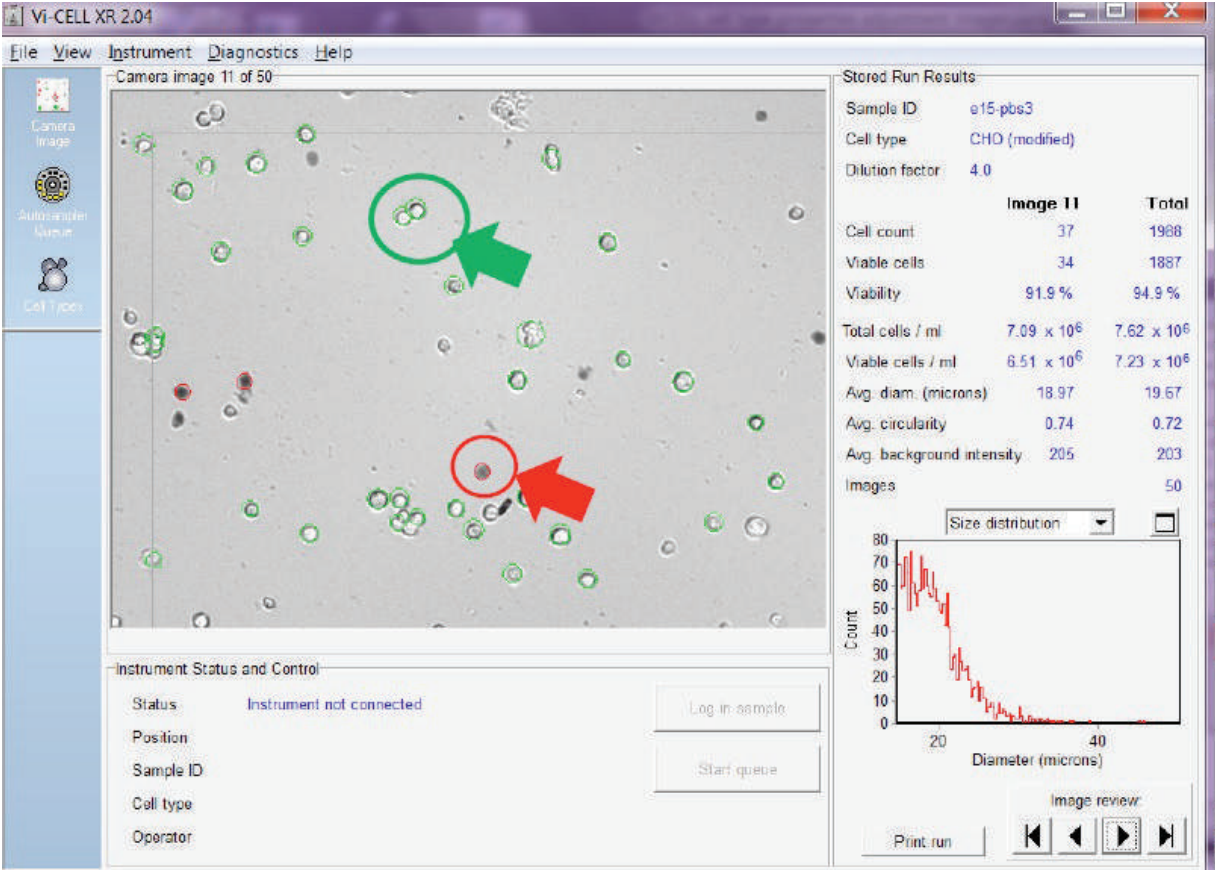 Vi-CELL XR 2.04
File View Instrument Diagnostics Help
Camera Image
Autosampler Queue
Cell Types
Camera image 11 of 50
Stored Run Results
Sample ID e15-pbs3
Cell type CHO (modified)
Dilution factor 4.0
Image 11 Total
Cell count 37 1988
Viable cells 34 1887
Viability 91.9 % 94.9 %
Total cells / ml 7.09 x 10⁶ 7.62 x 10⁶
Viable cells / ml 6.51 x 10⁶ 7.23 x 10⁶
Avg. diam. (microns) 18.97 19.67
Avg. circularity 0.74 0.72
Avg. background intensity 205 203
Images 50
Size distribution
80
70
60
50
40
30
20
10
0
Count
20 40
Diameter (microns)
Image review:
Print run
Instrument Status and Control
Status Instrument not connected
Position
Sample ID
Cell type
Operator
Log in sample
Start queue